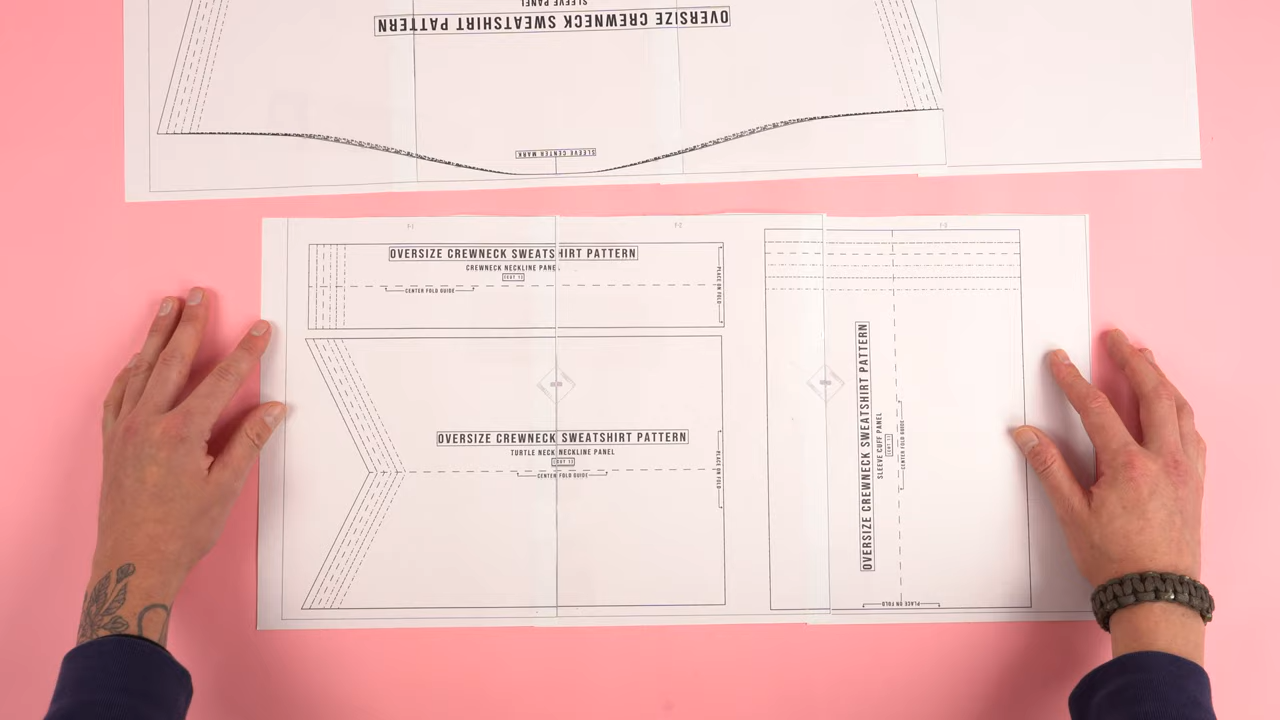 SLEEVE PANEL
OVERSIZE CREWNECK SWEATSHIRT PATTERN
SLEEVE CENTER MARK
OVERSIZE CREWNECK SWEATSHIRT PATTERN
CREWNECK NECKLINE PANEL
CENTER FOLD GUIDE
PLACE ON FOLD
OVERSIZE CREWNECK SWEATSHIRT PATTERN
TURTLE NECK NECKLINE PANEL
CENTER FOLD GUIDE
PLACE ON FOLD
OVERSIZE CREWNECK SWEATSHIRT PATTERN
SLEEVE CUFF PANEL
CENTER FOLD GUIDE
PLACE ON FOLD